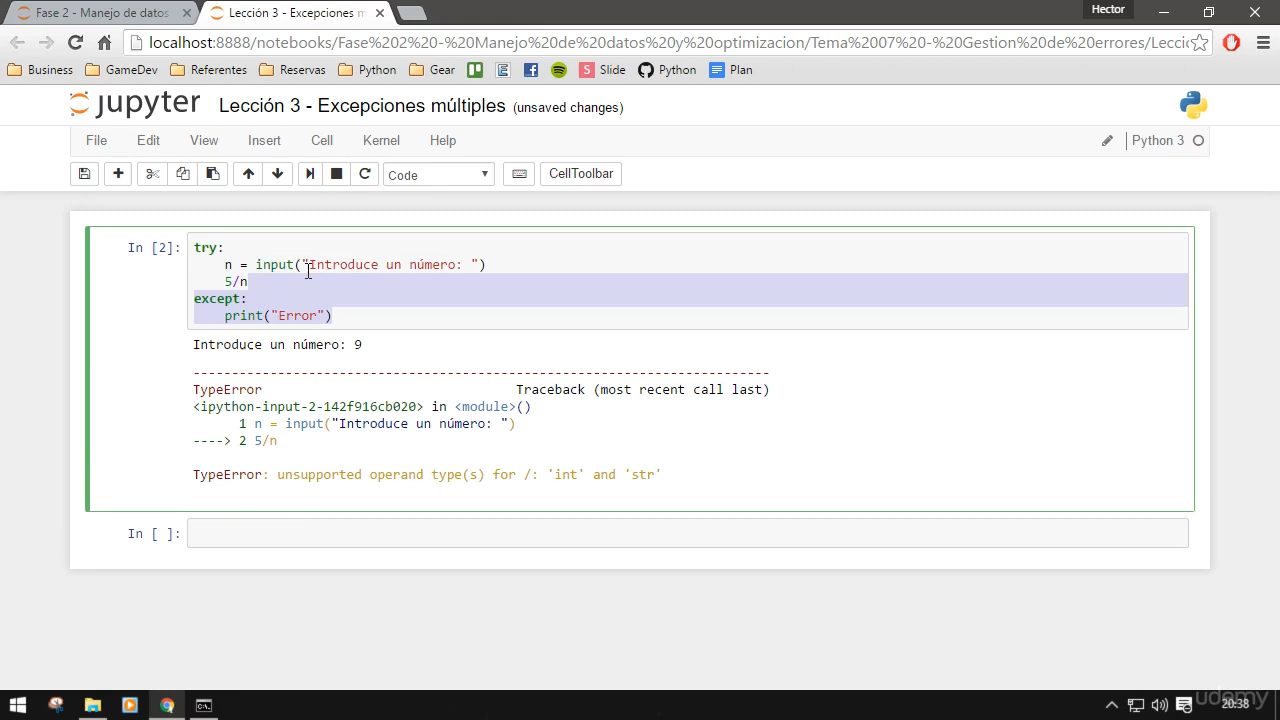 Fase 2 - Manejo de datos
Lección 3 - Excepciones m
Hector
localhost:8888/notebooks/Fase%202%20-%20Manejo%20de%20datos%20y%20optimizacion/Tema%2007%20-%20Gestion%20de%20errores/Lecci
Business
GameDev
Referentes
Reservas
Python
Gear
Slide
Python
Plan
jupyter
Lección 3 - Excepciones múltiples (unsaved changes)
File Edit View Insert Cell Kernel Help
Python 3
Code
CellToolbar
In [2]:
try:
    n = input("Introduce un número: ")
    5/n
except:
    print("Error")
Introduce un número: 9
---------------------------------------------------------------------------
TypeError                                 Traceback (most recent call last)
<ipython-input-2-142f916cb020> in <module>()
      1 n = input("Introduce un número: ")
----> 2 5/n

TypeError: unsupported operand type(s) for /: 'int' and 'str'
In [ ]:
20:38
udemy